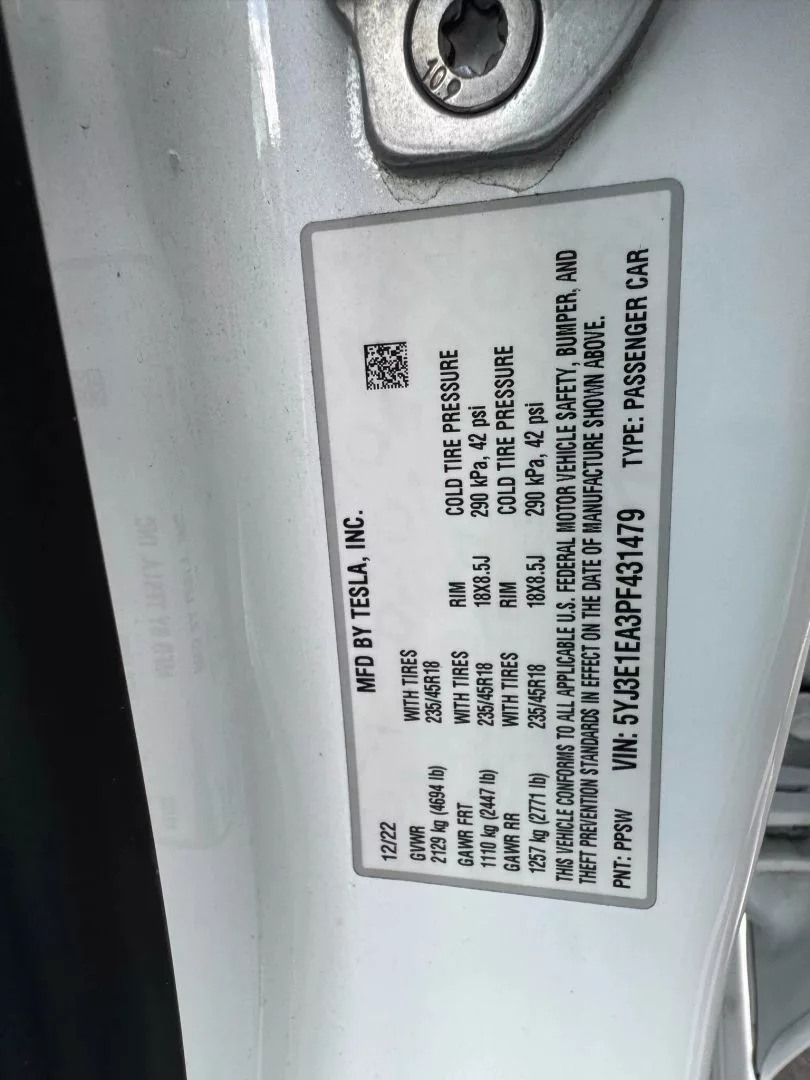 10.9
MFD BY TESLA, INC.
12/22
GVWR WITH TIRES
2129 kg (4694 lb) 235/45R18
GAWR FRT WITH TIRES RIM COLD TIRE PRESSURE
1110 kg (2447 lb) 235/45R18 18X8.5J 290 kPa, 42 psi
GAWR RR WITH TIRES RIM COLD TIRE PRESSURE
1257 kg (2771 lb) 235/45R18 18X8.5J 290 kPa, 42 psi
THIS VEHICLE CONFORMS TO ALL APPLICABLE U.S. FEDERAL MOTOR VEHICLE SAFETY, BUMPER, AND
THEFT PREVENTION STANDARDS IN EFFECT ON THE DATE OF MANUFACTURE SHOWN ABOVE.
PNT: PPSW VIN: 5YJ3E1EA3PF431479 TYPE: PASSENGER CAR